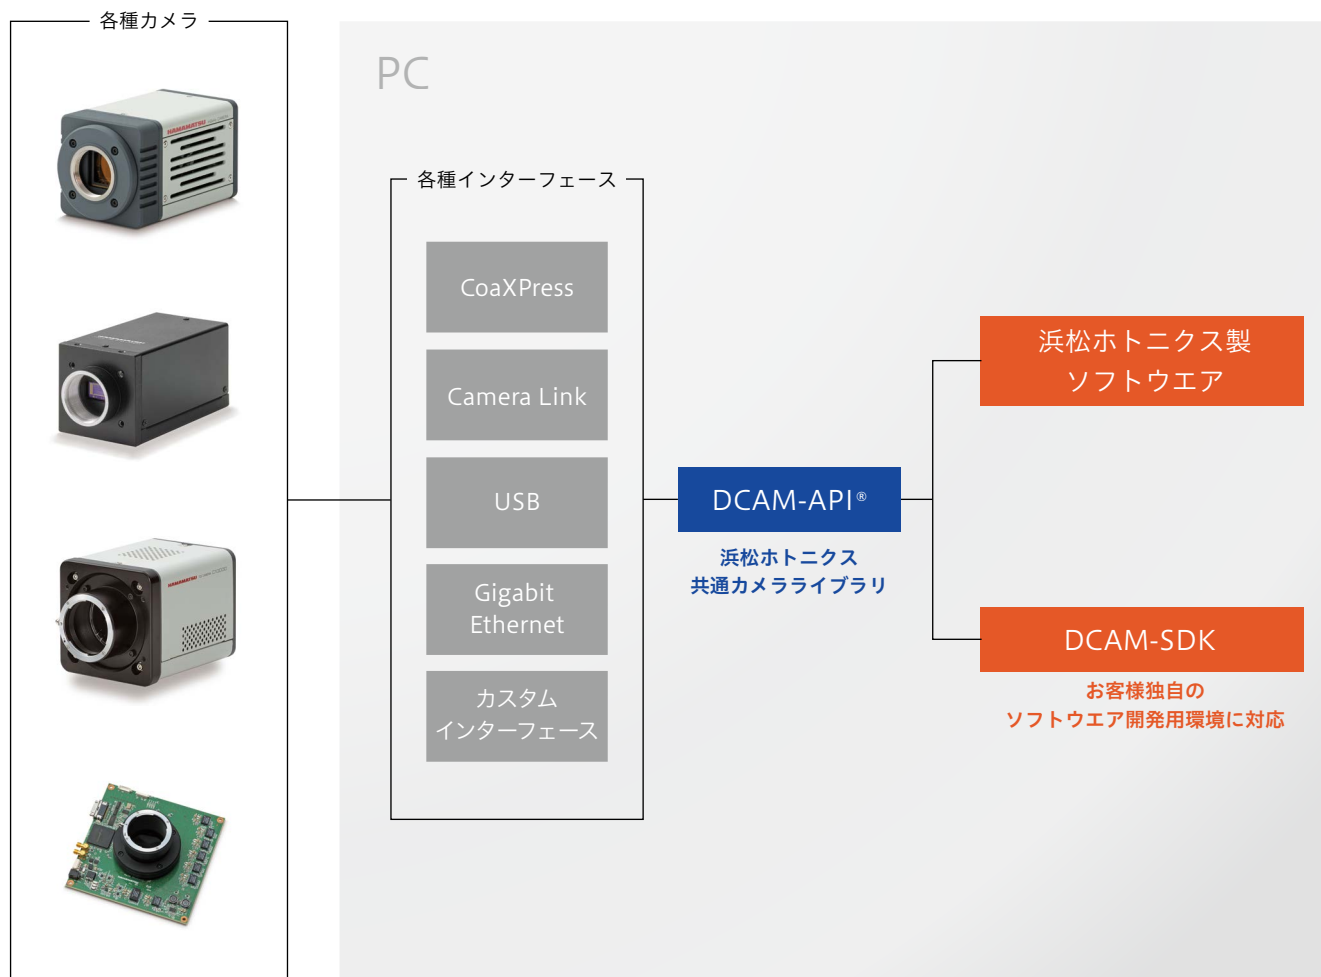 各種カメラ
PC
各種インターフェース
CoaXPress
Camera Link
USB
Gigabit
Ethernet
カスタム
インターフェース
DCAM-API®
浜松ホトニクス
共通カメラライブラリ
浜松ホトニクス製
ソフトウエア
DCAM-SDK
お客様独自の
ソフトウエア開発用環境に対応
HAMAMATSU
HAMAMATSU